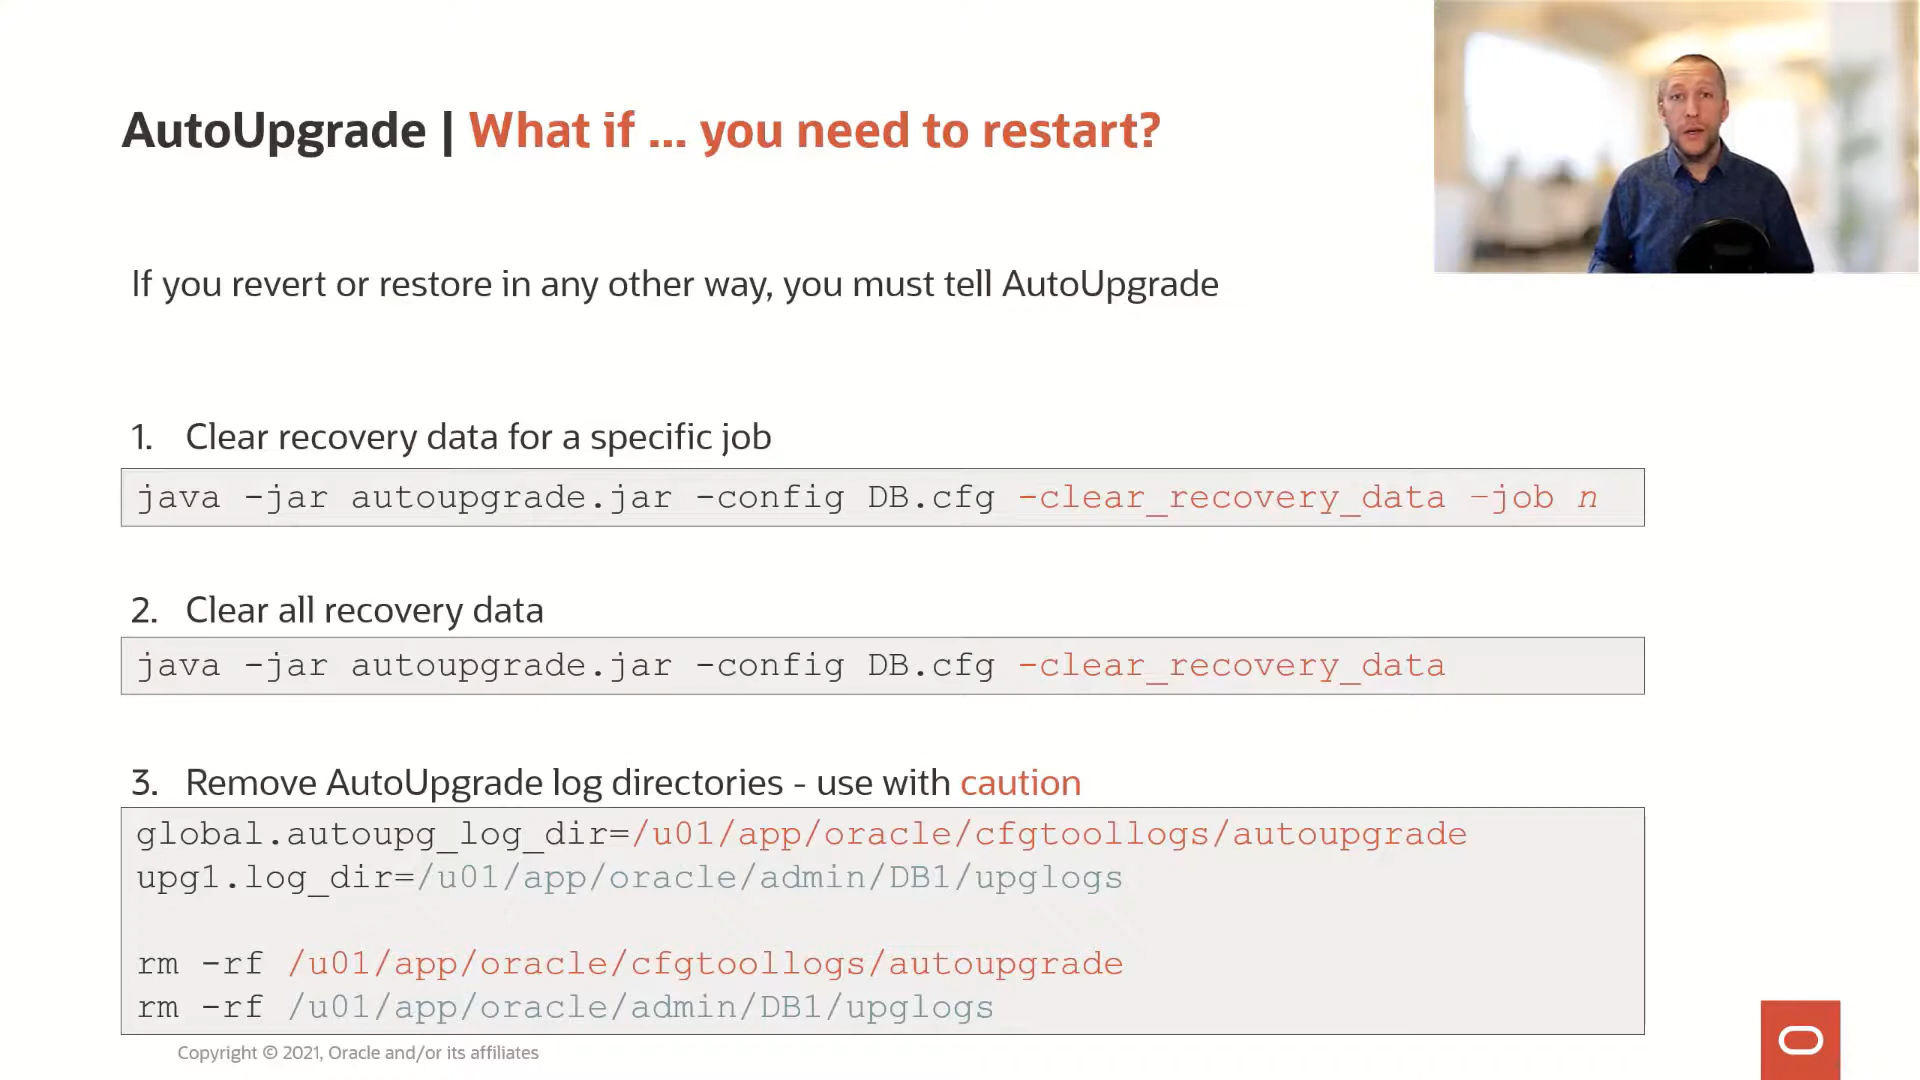 AutoUpgrade | What if ... you need to restart?
If you revert or restore in any other way, you must tell AutoUpgrade
1. Clear recovery data for a specific job
java -jar autoupgrade.jar -config DB.cfg -clear_recovery_data –job n
2. Clear all recovery data
java -jar autoupgrade.jar -config DB.cfg -clear_recovery_data
3. Remove AutoUpgrade log directories - use with caution
global.autoupg_log_dir=/u01/app/oracle/cfgtoollogs/autoupgrade
upg1.log_dir=/u01/app/oracle/admin/DB1/upglogs
rm -rf /u01/app/oracle/cfgtoollogs/autoupgrade
rm -rf /u01/app/oracle/admin/DB1/upglogs
Copyright © 2021, Oracle and/or its affiliates